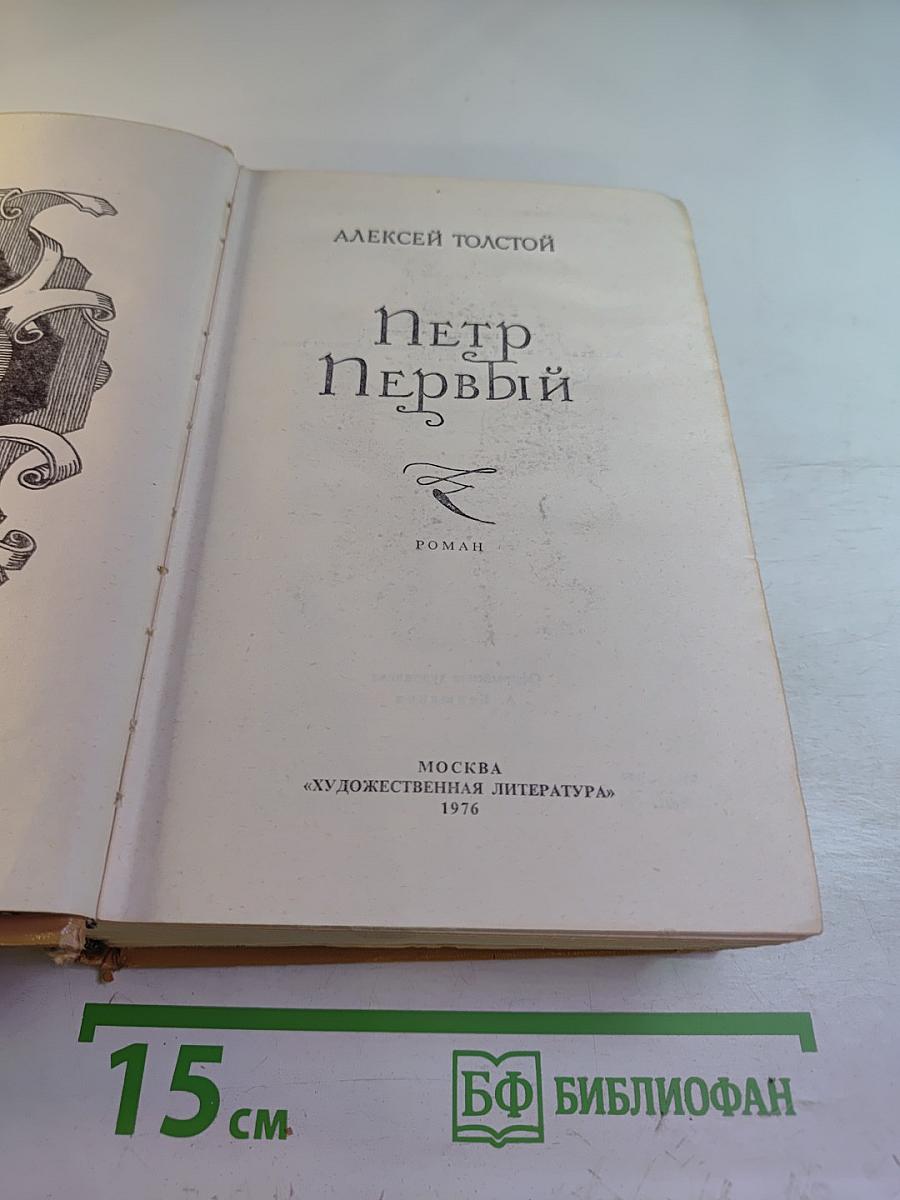 АЛЕКСЕЙ ТОЛСТОЙ
ПЕТР
ПЕРВЫЙ
РОМАН
МОСКВА
«ХУДОЖЕСТВЕННАЯ ЛИТЕРАТУРА»
1976
15 см
БФ БИБЛИОФАН